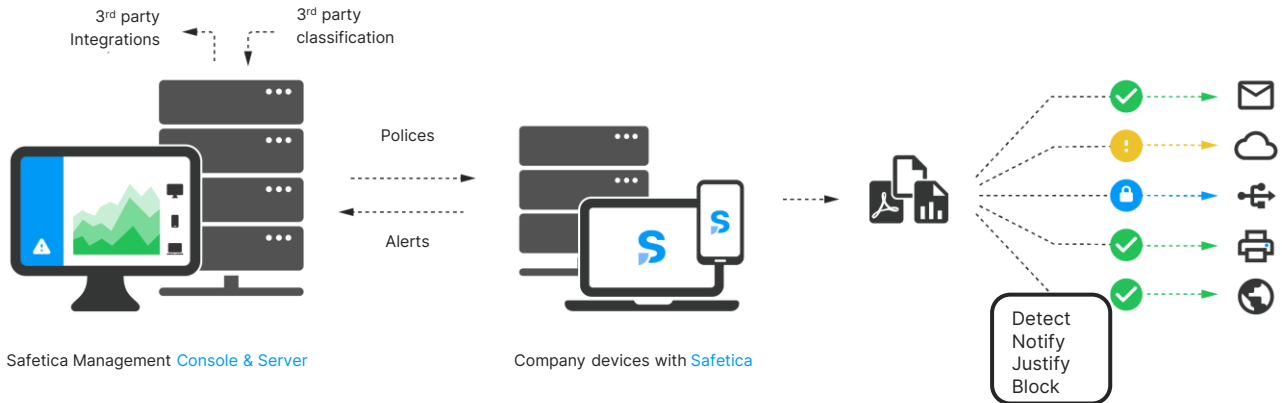 3rd party
Integrations
3rd party
classification
Polices
Alerts
S
S
Safetica Management Console & Server
Company devices with Safetica
Detect
Notify
Justify
Block